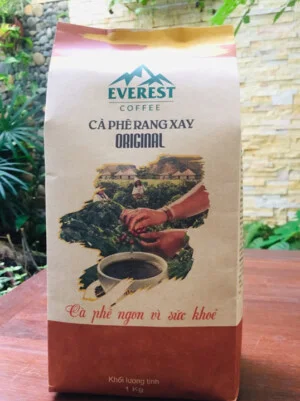 EVEREST
COFFEE
CÀ PHÊ RANG XAY
ORIGINAL
Cà phê ngon vì sức khoẻ
Khối lượng tịnh
1 Kg